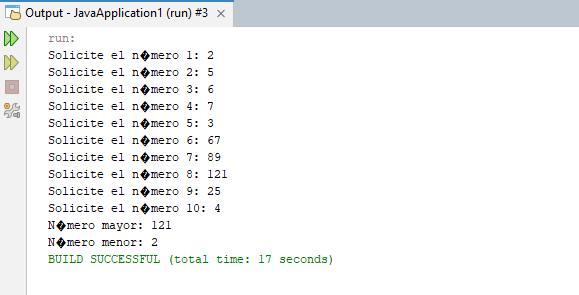 Output - JavaApplication1 (run) #3
run:
Solicite el n�mero 1: 2
Solicite el n�mero 2: 5
Solicite el n�mero 3: 6
Solicite el n�mero 4: 7
Solicite el n�mero 5: 3
Solicite el n�mero 6: 67
Solicite el n�mero 7: 89
Solicite el n�mero 8: 121
Solicite el n�mero 9: 25
Solicite el n�mero 10: 4
N�mero mayor: 121
N�mero menor: 2
BUILD SUCCESSFUL (total time: 17 seconds)